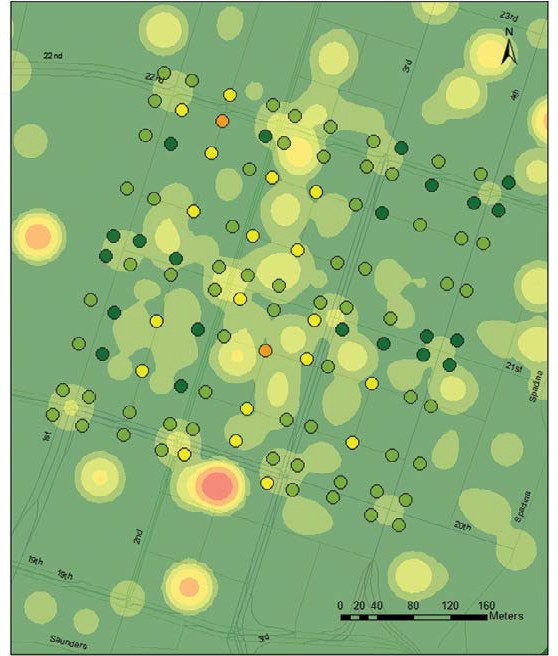 23rd
N
22nd
3rd
22nd
4th
21st
Spadina
1st
Spadina
20th
2nd
19th
19th
0 20 40 80 120 160
Meters
Saunders
3rd